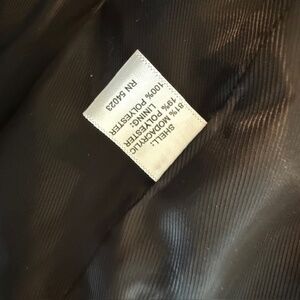 SHELL:
81% MODACRYLIC
19% POLYESTER
LINING:
100% POLYESTER
RN 54023